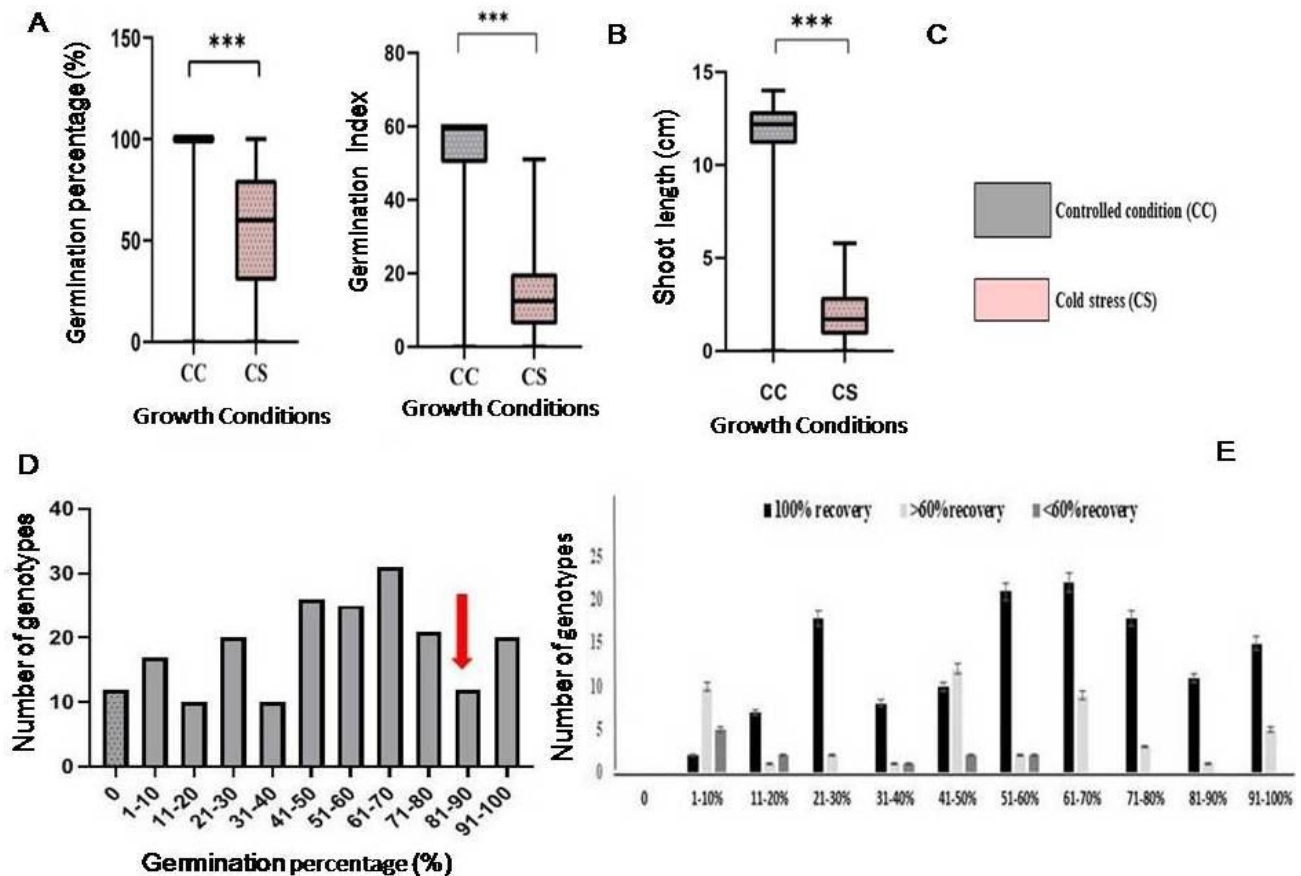 A
Germination percentage (%)
150
100
50
0
***
CC CS
Growth Conditions
Germination Index
80
60
40
20
0
***
CC CS
Growth Conditions
B
Shoot length (cm)
15
10
5
0
***
CC CS
Growth Conditions
C
Controlled condition (CC)
Cold stress (CS)
D
Number of genotypes
40
30
20
10
0
0 1-10 11-20 21-30 31-40 41-50 51-60 61-70 71-80 81-90 91-100
Germination percentage (%)
E
100% recovery >60%recovery <60%recovery
Number of genotypes
25
20
15
10
5
0
0 1-10% 11-20% 21-30% 31-40% 41-50% 51-60% 61-70% 71-80% 81-90% 91-100%